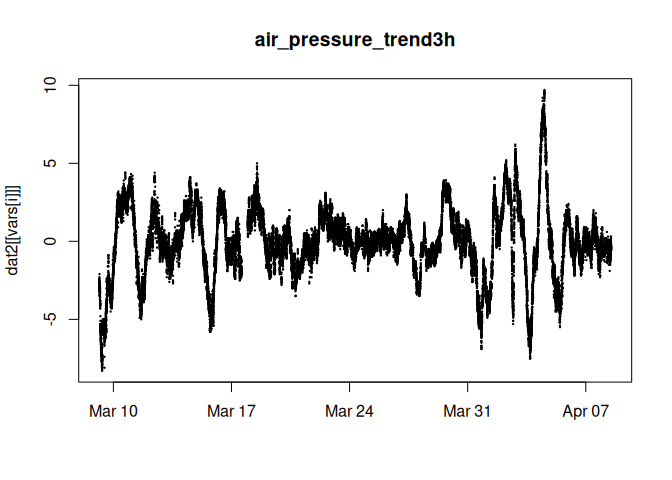 air_pressure_trend3h
dat2[[vars[i]]]
10
5
0
-5
Mar 10
Mar 17
Mar 24
Mar 31
Apr 07